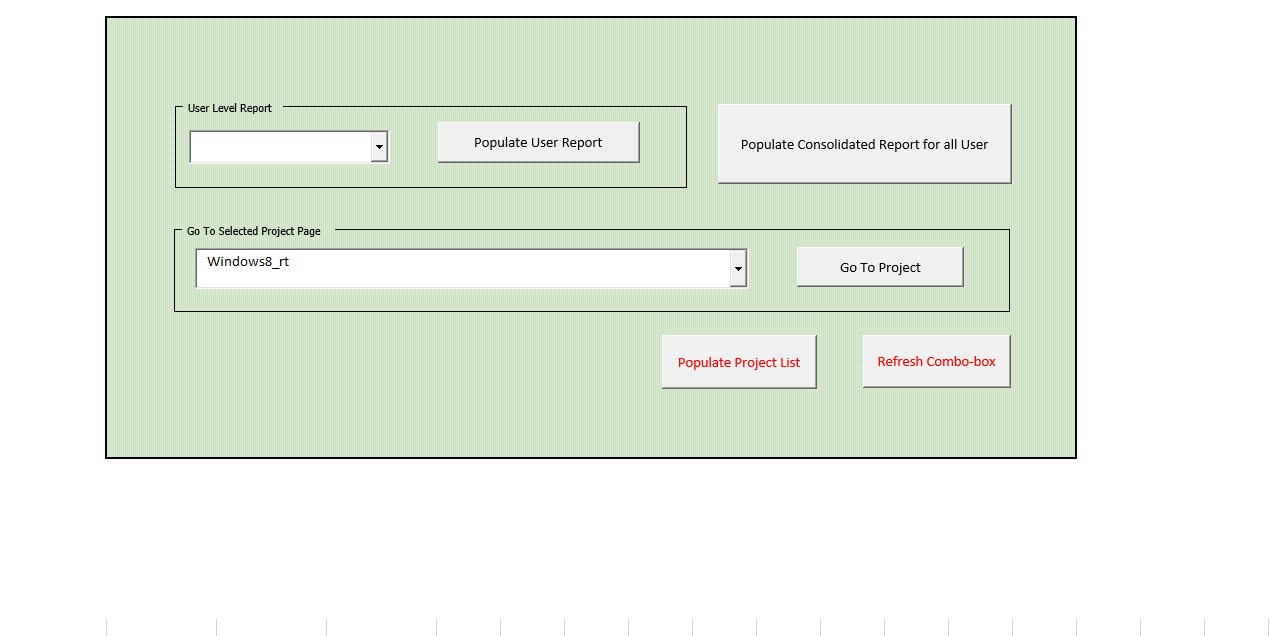 User Level Report
Populate User Report
Populate Consolidated Report for all User
Go To Selected Project Page
Windows8_rt
Go To Project
Populate Project List
Refresh Combo-box